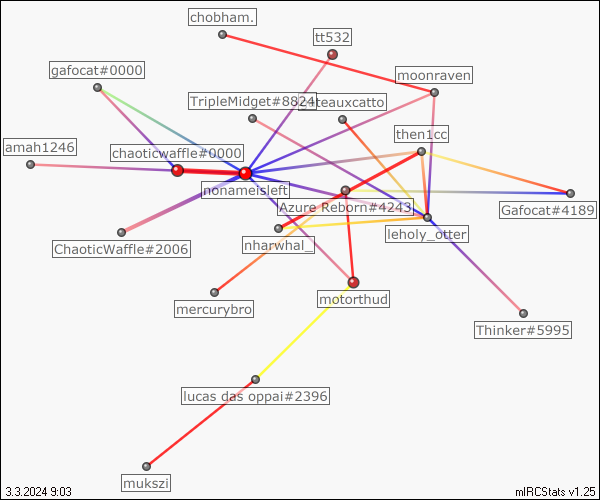 chobham.
tt532
gafocat#0000
moonraven
TripleMidget#8824
teauxcatto
then1cc
amah1246
chaoticwaffle#0000
nonameisleft
Azure Reborn#4243
Gafocat#4189
ChaoticWaffle#2006
nharwhal_
leholy_otter
mercurybro
motorthud
Thinker#5995
lucas das oppai#2396
mukszi
3.3.2024 9:03
mIRCStats v1.25